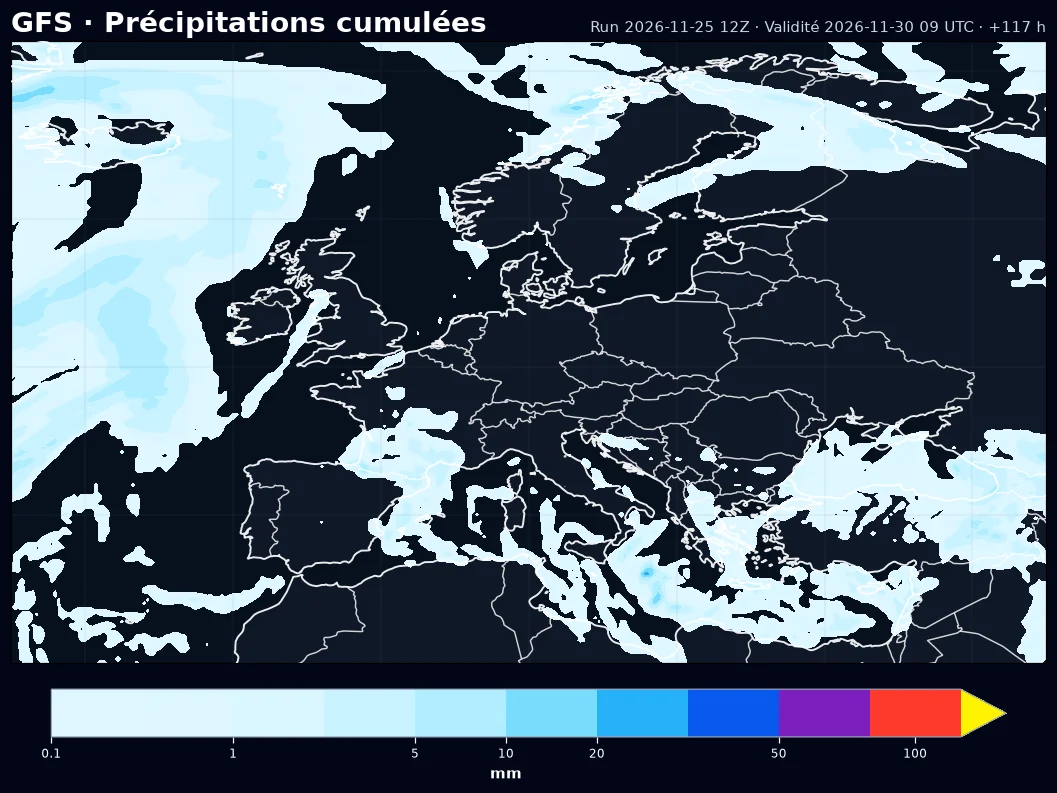 GFS · Précipitations cumulées
Run 2026-11-25 12Z · Validité 2026-11-30 09 UTC · +117 h
0.1 1 5 10 20 50 100
mm